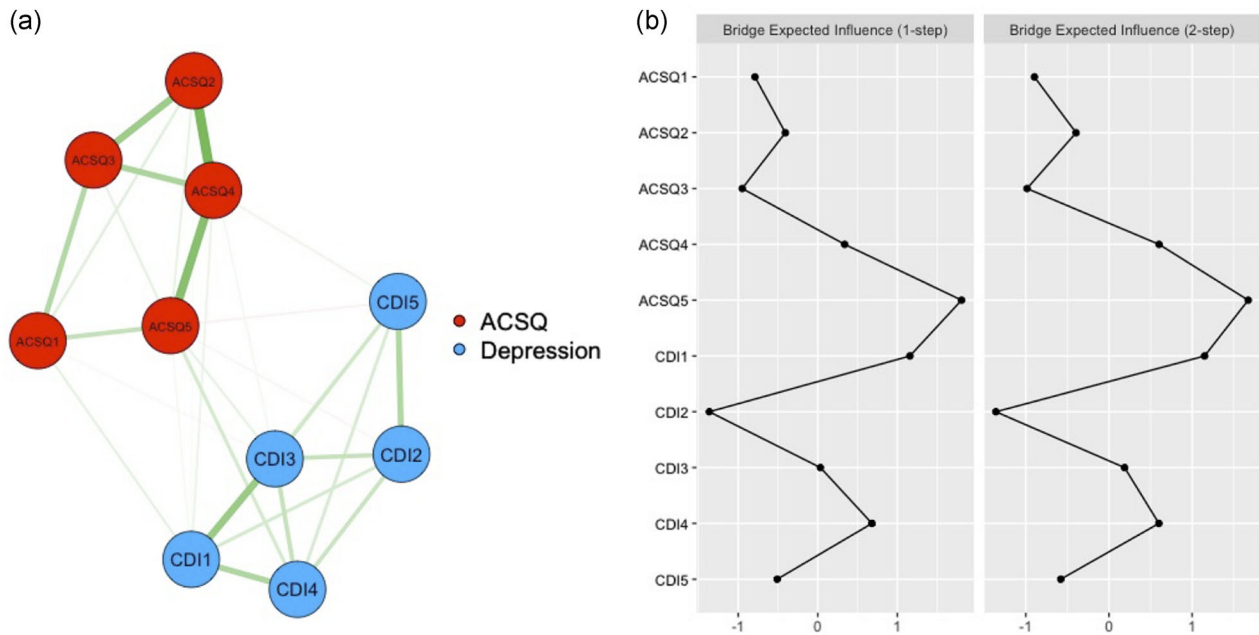 (a)
ACSQ2
ACSQ3
ACSQ4
ACSQ5
ACSQ1
CDI5
CDI3
CDI2
CDI1
CDI4
ACSQ
Depression
(b)
Bridge Expected Influence (1-step)
Bridge Expected Influence (2-step)
ACSQ1
ACSQ2
ACSQ3
ACSQ4
ACSQ5
CDI1
CDI2
CDI3
CDI4
CDI5
-1 0 1
-1 0 1